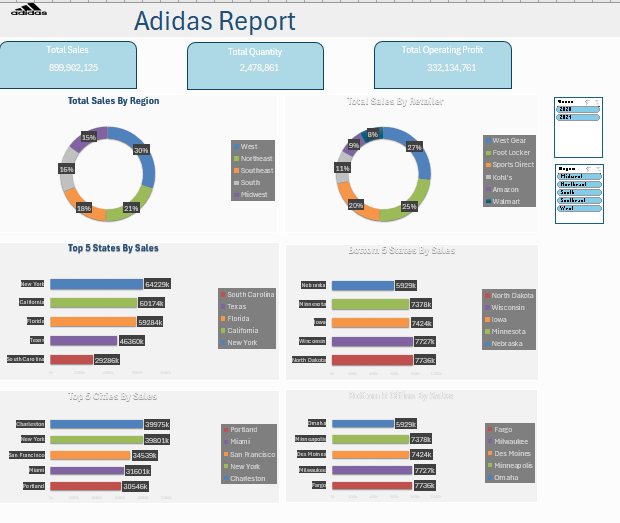 adidas
Adidas Report
Total Sales
899,902,125
Total Quantity
2,478,861
Total Operating Profit
332,134,761
Total Sales By Region
15%
30%
16%
18%
21%
West
Northeast
Southeast
South
Midwest
Total Sales By Retailer
8%
9%
27%
11%
20%
25%
West Gear
Foot Locker
Sports Direct
Kohl's
Amazon
Walmart
2020
2021
Region
Midwest
Northeast
South
Southeast
West
Top 5 States By Sales
New York 64229k
California 60174k
Florida 59284k
Texas 46360k
South Carolina 29286k
South Carolina
Texas
Florida
California
New York
Bottom 5 States By Sales
Nebraska 5929k
Minnesota 7378k
Iowa 7424k
Wisconsin 7727k
North Dakota 7736k
North Dakota
Wisconsin
Iowa
Minnesota
Nebraska
Top 5 Cities By Sales
Charleston 39975k
New York 39801k
San Francisco 34539k
Miami 31601k
Portland 30546k
Portland
Miami
San Francisco
New York
Charleston
Bottom 5 Cities By Sales
Omaha 5929k
Minneapolis 7378k
Des Moines 7424k
Milwaukee 7727k
Fargo 7736k
Fargo
Milwaukee
Des Moines
Minneapolis
Omaha